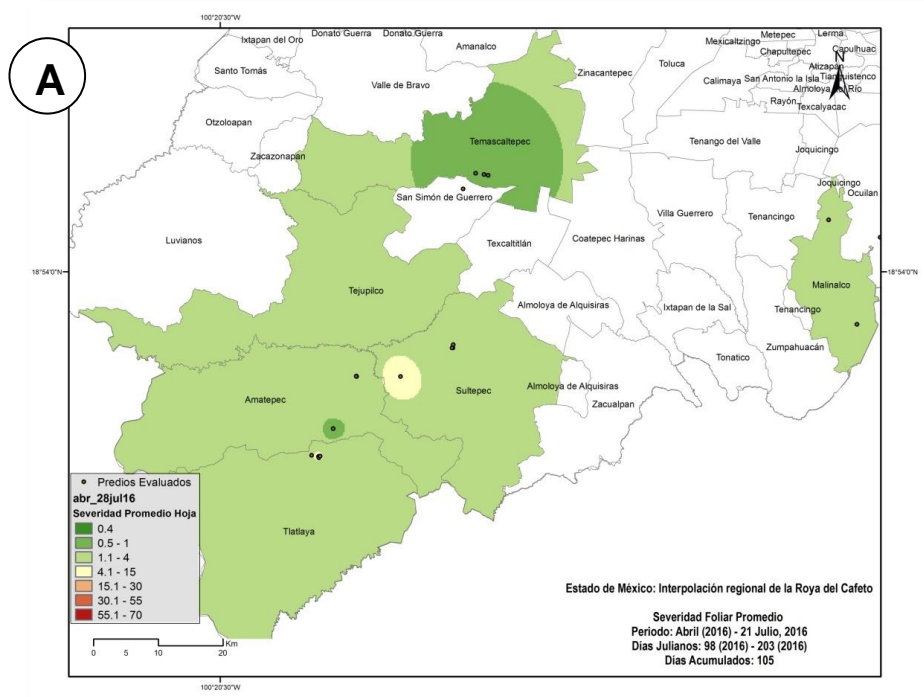 100°20'30"W
A
Ixtapan del Oro
Donato Guerra
Donato Guerra
Amanalco
Santo Tomás
Valle de Bravo
Zinacantepec
Toluca
Mexicaltzingo
Metepec
Lerma
Chapultepec
Capulhuac
N
Atizapán
Calimaya
San Antonio la Isla
Tianguistenco
Almoloya del Río
Rayón
Texcalyacac
Otzoloapan
Zacazonapan
Temascaltepec
Tenango del Valle
Joquicingo
Joquicingo
Ocuilan
San Simón de Guerrero
Luvianos
Texcaltitlán
Coatepec Harinas
Villa Guerrero
Tenancingo
18°54'0"N
18°54'0"N
Tejupilco
Almoloya de Alquisiras
Ixtapan de la Sal
Malinalco
Tenancingo
Zumpahuacán
Tonatico
Amatepec
Sultepec
Almoloya de Alquisiras
Zacualpan
Tlatlaya
Predios Evaluados
abr_28jul16
Severidad Promedio Hoja
0.4
0.5 - 1
1.1 - 4
4.1 - 15
15.1 - 30
30.1 - 55
55.1 - 70
Km
0 5 10 20
Estado de México: Interpolación regional de la Roya del Cafeto
Severidad Foliar Promedio
Periodo: Abril (2016) - 21 Julio, 2016
Días Julianos: 98 (2016) - 203 (2016)
Días Acumulados: 105
100°20'30"W